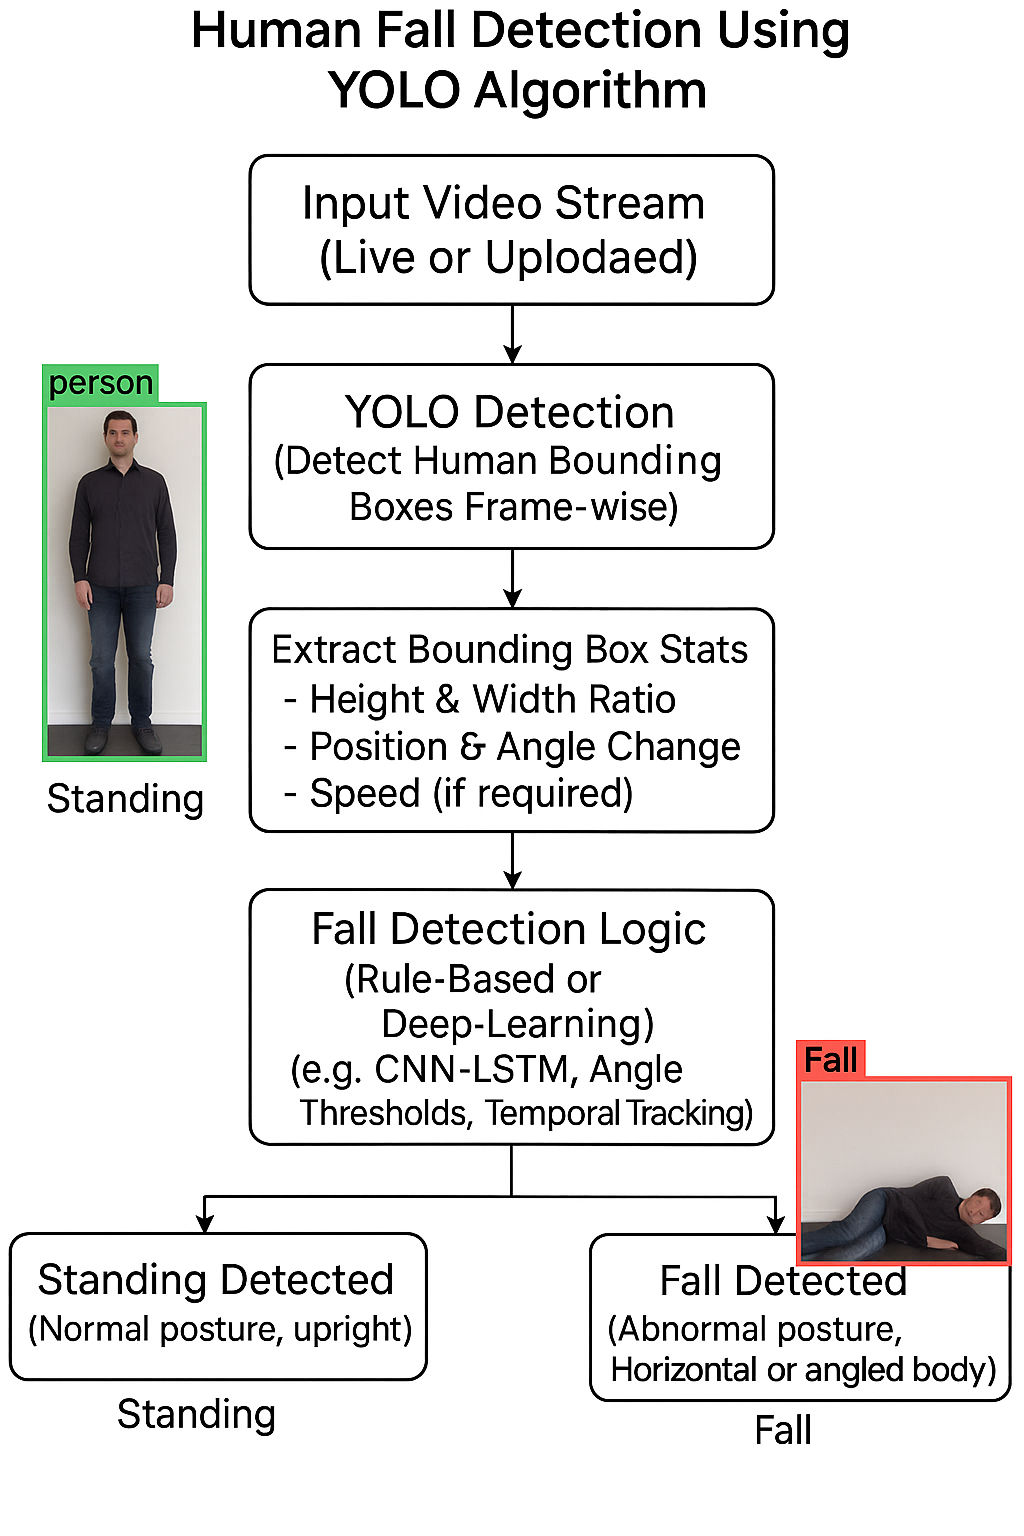 Human Fall Detection Using
YOLO Algorithm
Input Video Stream
(Live or Uplodaed)
person
YOLO Detection
(Detect Human Bounding
Boxes Frame-wise)
Extract Bounding Box Stats
- Height & Width Ratio
- Position & Angle Change
- Speed (if required)
Standing
Fall Detection Logic
(Rule-Based or
Deep-Learning)
(e.g. CNN-LSTM, Angle
Thresholds, Temporal Tracking)
Fall
Standing Detected
(Normal posture, upright)
Standing
Fall Detected
(Abnormal posture,
Horizontal or angled body)
Fall